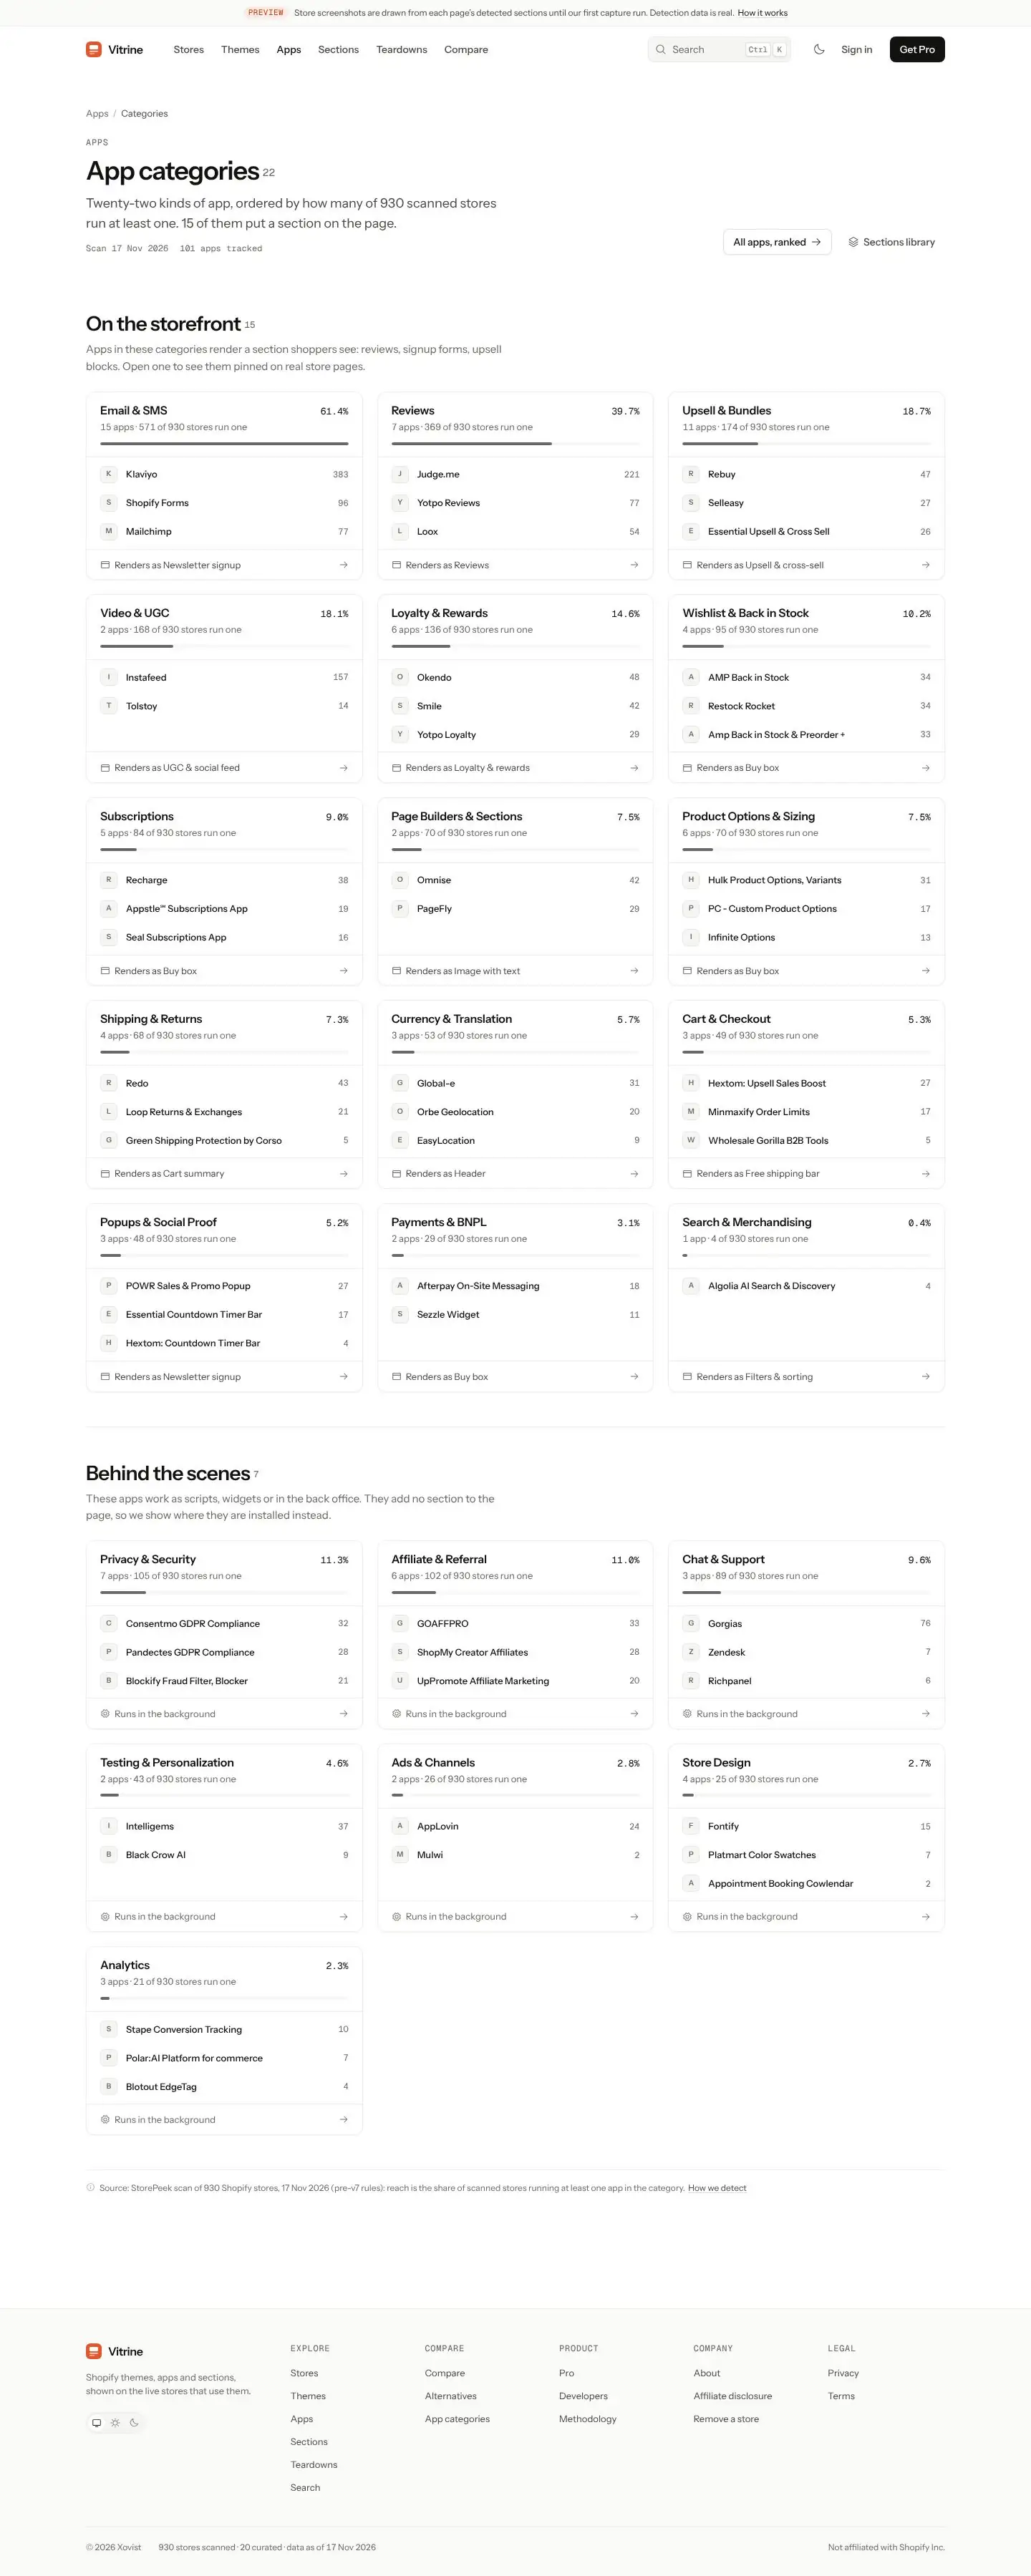 PREVIEW Store screenshots are drawn from each page's detected sections until our first capture run. Detection data is real. How it works
Vitrine Stores Themes Apps Sections Teardowns Compare Search Ctrl K Sign in Get Pro
Apps / Categories
APPS
App categories 22
Twenty-two kinds of app, ordered by how many of 930 scanned stores
run at least one. 15 of them put a section on the page.
Scan 17 Nov 2026 101 apps tracked
All apps, ranked → Sections library
On the storefront 15
Apps in these categories render a section shoppers see: reviews, signup forms, upsell
blocks. Open one to see them pinned on real store pages.
Email & SMS 61.4%
15 apps · 571 of 930 stores run one
K Klaviyo 383
S Shopify Forms 96
M Mailchimp 77
Renders as Newsletter signup →
Reviews 39.7%
7 apps · 369 of 930 stores run one
J Judge.me 221
Y Yotpo Reviews 77
L Loox 54
Renders as Reviews →
Upsell & Bundles 18.7%
11 apps · 174 of 930 stores run one
R Rebuy 47
S Selleasy 27
E Essential Upsell & Cross Sell 26
Renders as Upsell & cross-sell →
Video & UGC 18.1%
2 apps · 168 of 930 stores run one
I Instafeed 157
T Tolstoy 14
Renders as UGC & social feed →
Loyalty & Rewards 14.6%
6 apps · 136 of 930 stores run one
O Okendo 48
S Smile 42
Y Yotpo Loyalty 29
Renders as Loyalty & rewards →
Wishlist & Back in Stock 10.2%
4 apps · 95 of 930 stores run one
A AMP Back in Stock 34
R Restock Rocket 34
A Amp Back in Stock & Preorder + 33
Renders as Buy box →
Subscriptions 9.0%
5 apps · 84 of 930 stores run one
R Recharge 38
A Appstle℠ Subscriptions App 19
S Seal Subscriptions App 16
Renders as Buy box →
Page Builders & Sections 7.5%
2 apps · 70 of 930 stores run one
O Omnise 42
P PageFly 29
Renders as Image with text →
Product Options & Sizing 7.5%
6 apps · 70 of 930 stores run one
H Hulk Product Options, Variants 31
P PC - Custom Product Options 17
I Infinite Options 13
Renders as Buy box →
Shipping & Returns 7.3%
4 apps · 68 of 930 stores run one
R Redo 43
L Loop Returns & Exchanges 21
G Green Shipping Protection by Corso 5
Renders as Cart summary →
Currency & Translation 5.7%
3 apps · 53 of 930 stores run one
G Global-e 31
O Orbe Geolocation 20
E EasyLocation 9
Renders as Header →
Cart & Checkout 5.3%
3 apps · 49 of 930 stores run one
H Hextom: Upsell Sales Boost 27
M Minmaxify Order Limits 17
W Wholesale Gorilla B2B Tools 5
Renders as Free shipping bar →
Popups & Social Proof 5.2%
3 apps · 48 of 930 stores run one
P POWR Sales & Promo Popup 27
E Essential Countdown Timer Bar 17
H Hextom: Countdown Timer Bar 4
Renders as Newsletter signup →
Payments & BNPL 3.1%
2 apps · 29 of 930 stores run one
A Afterpay On-Site Messaging 18
S Sezzle Widget 11
Renders as Buy box →
Search & Merchandising 0.4%
1 app · 4 of 930 stores run one
A Algolia AI Search & Discovery 4
Renders as Filters & sorting →
Behind the scenes 7
These apps work as scripts, widgets or in the back office. They add no section to the
page, so we show where they are installed instead.
Privacy & Security 11.3%
7 apps · 105 of 930 stores run one
C Consentmo GDPR Compliance 32
P Pandectes GDPR Compliance 28
B Blockify Fraud Filter, Blocker 21
Runs in the background →
Affiliate & Referral 11.0%
6 apps · 102 of 930 stores run one
G GOAFFPRO 33
S ShopMy Creator Affiliates 28
U UpPromote Affiliate Marketing 20
Runs in the background →
Chat & Support 9.6%
3 apps · 89 of 930 stores run one
G Gorgias 76
Z Zendesk 7
R Richpanel 6
Runs in the background →
Testing & Personalization 4.6%
2 apps · 43 of 930 stores run one
I Intelligems 37
B Black Crow AI 9
Runs in the background →
Ads & Channels 2.8%
2 apps · 26 of 930 stores run one
A AppLovin 24
M Mulwi 2
Runs in the background →
Store Design 2.7%
4 apps · 25 of 930 stores run one
F Fontify 15
P Platmart Color Swatches 7
A Appointment Booking Cowlendar 2
Runs in the background →
Analytics 2.3%
3 apps · 21 of 930 stores run one
S Stape Conversion Tracking 10
P Polar:AI Platform for commerce 7
B Blotout EdgeTag 4
Runs in the background →
Source: StorePeek scan of 930 Shopify stores, 17 Nov 2026 (pre-v7 rules): reach is the share of scanned stores running at least one app in the category. How we detect
Vitrine
Shopify themes, apps and sections,
shown on the live stores that use them.
EXPLORE
Stores
Themes
Apps
Sections
Teardowns
Search
COMPARE
Compare
Alternatives
App categories
PRODUCT
Pro
Developers
Methodology
COMPANY
About
Affiliate disclosure
Remove a store
LEGAL
Privacy
Terms
© 2026 Xovist 930 stores scanned · 20 curated · data as of 17 Nov 2026 Not affiliated with Shopify Inc.